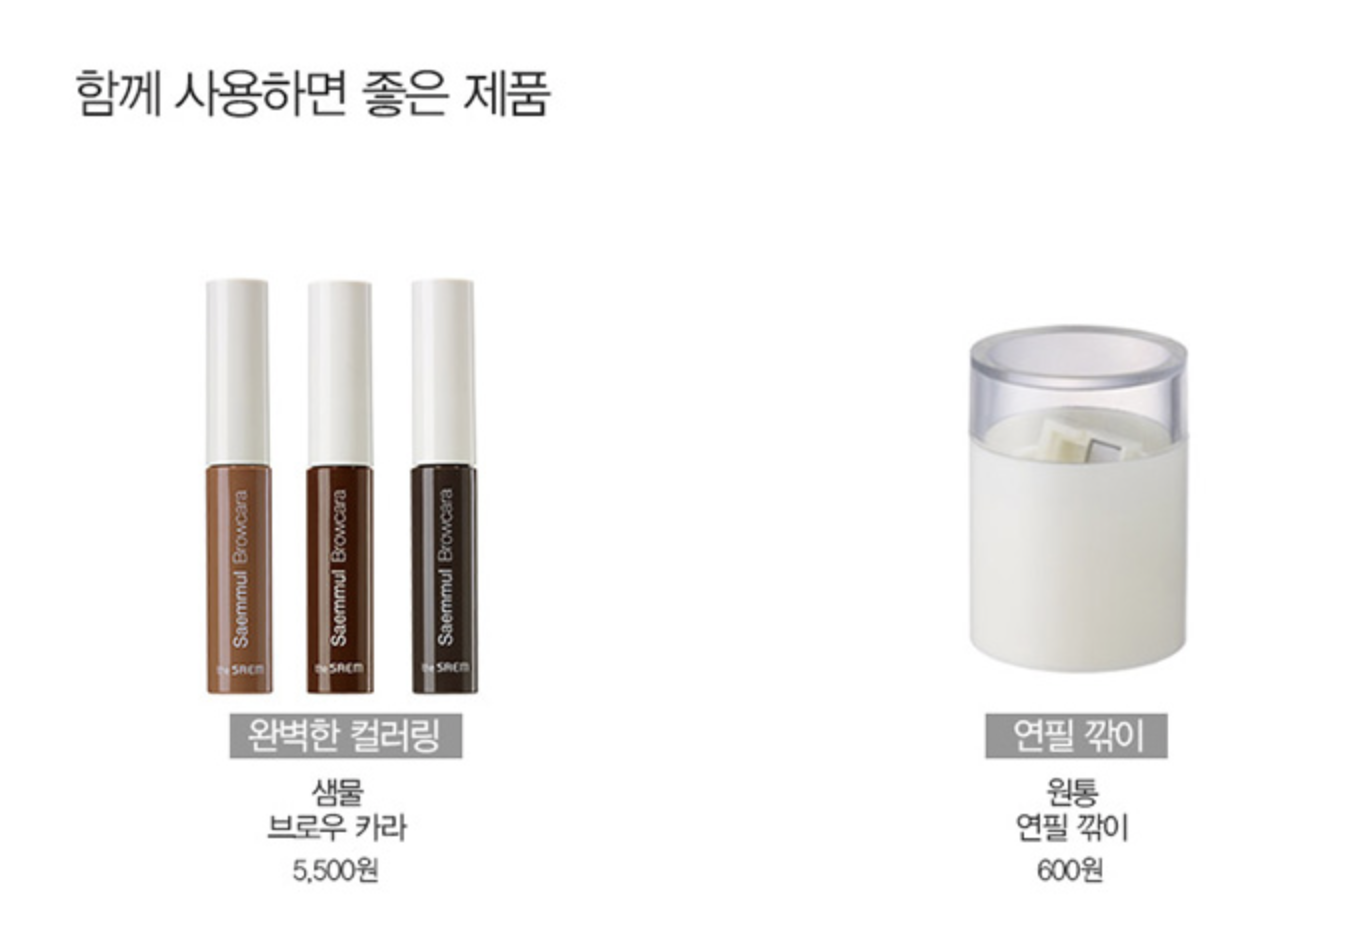 함께 사용하면 좋은 제품
Saemmul Browcara
the SAEM
Saemmul Browcara
the SAEM
Saemmul Browcara
the SAEM
완벽한 컬러링
샘물
브로우 카라
5,500원
연필 깎이
원통
연필 깎이
600원